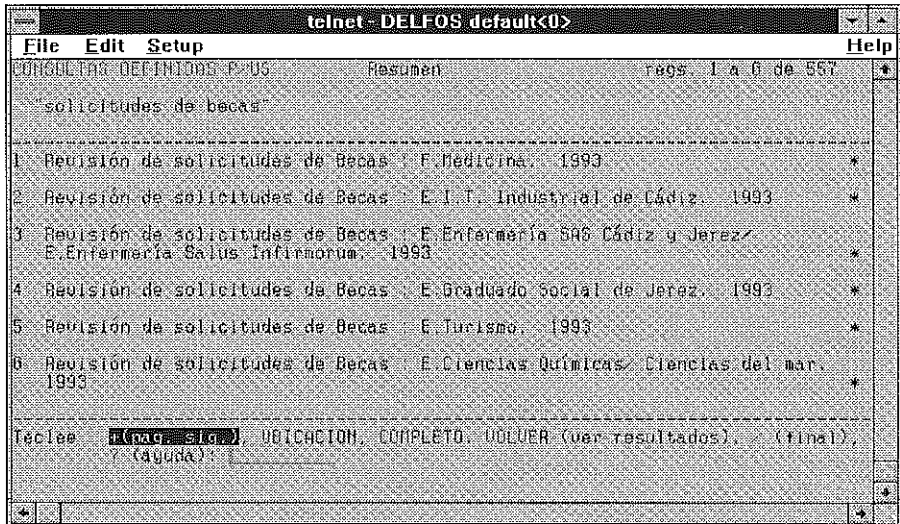 telnet - DELFOS default<0>
File Edit Setup Help
CONSULTAS DEFINIDAS P/US Resumen regs. 1 a 6 de 557
"solicitudes de becas"
1 Revisión de solicitudes de Becas : F.Medicina. 1993 *
2 Revisión de solicitudes de Becas : E.I.T. Industrial de Cádiz. 1993 *
3 Revisión de solicitudes de Becas : E.Enfermería SAS Cádiz y Jerez/
E.Enfermería Salus Infirmorum. 1993 *
4 Revisión de solicitudes de Becas : E.Graduado Social de Jerez. 1993 *
5 Revisión de solicitudes de Becas : E.Turismo. 1993 *
6 Revisión de solicitudes de Becas : E.Ciencias Químicas/ Ciencias del mar.
1993 *
Teclee +(pag. sig.), UBICACION, COMPLETO, VOLVER (ver resultados), / (final),
? (ayuda):